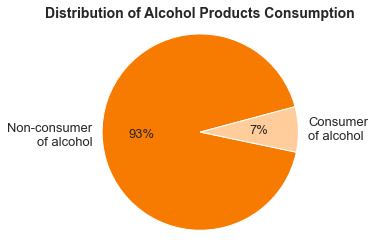 Distribution of Alcohol Products Consumption
Non-consumer
of alcohol
93%
7%
Consumer
of alcohol